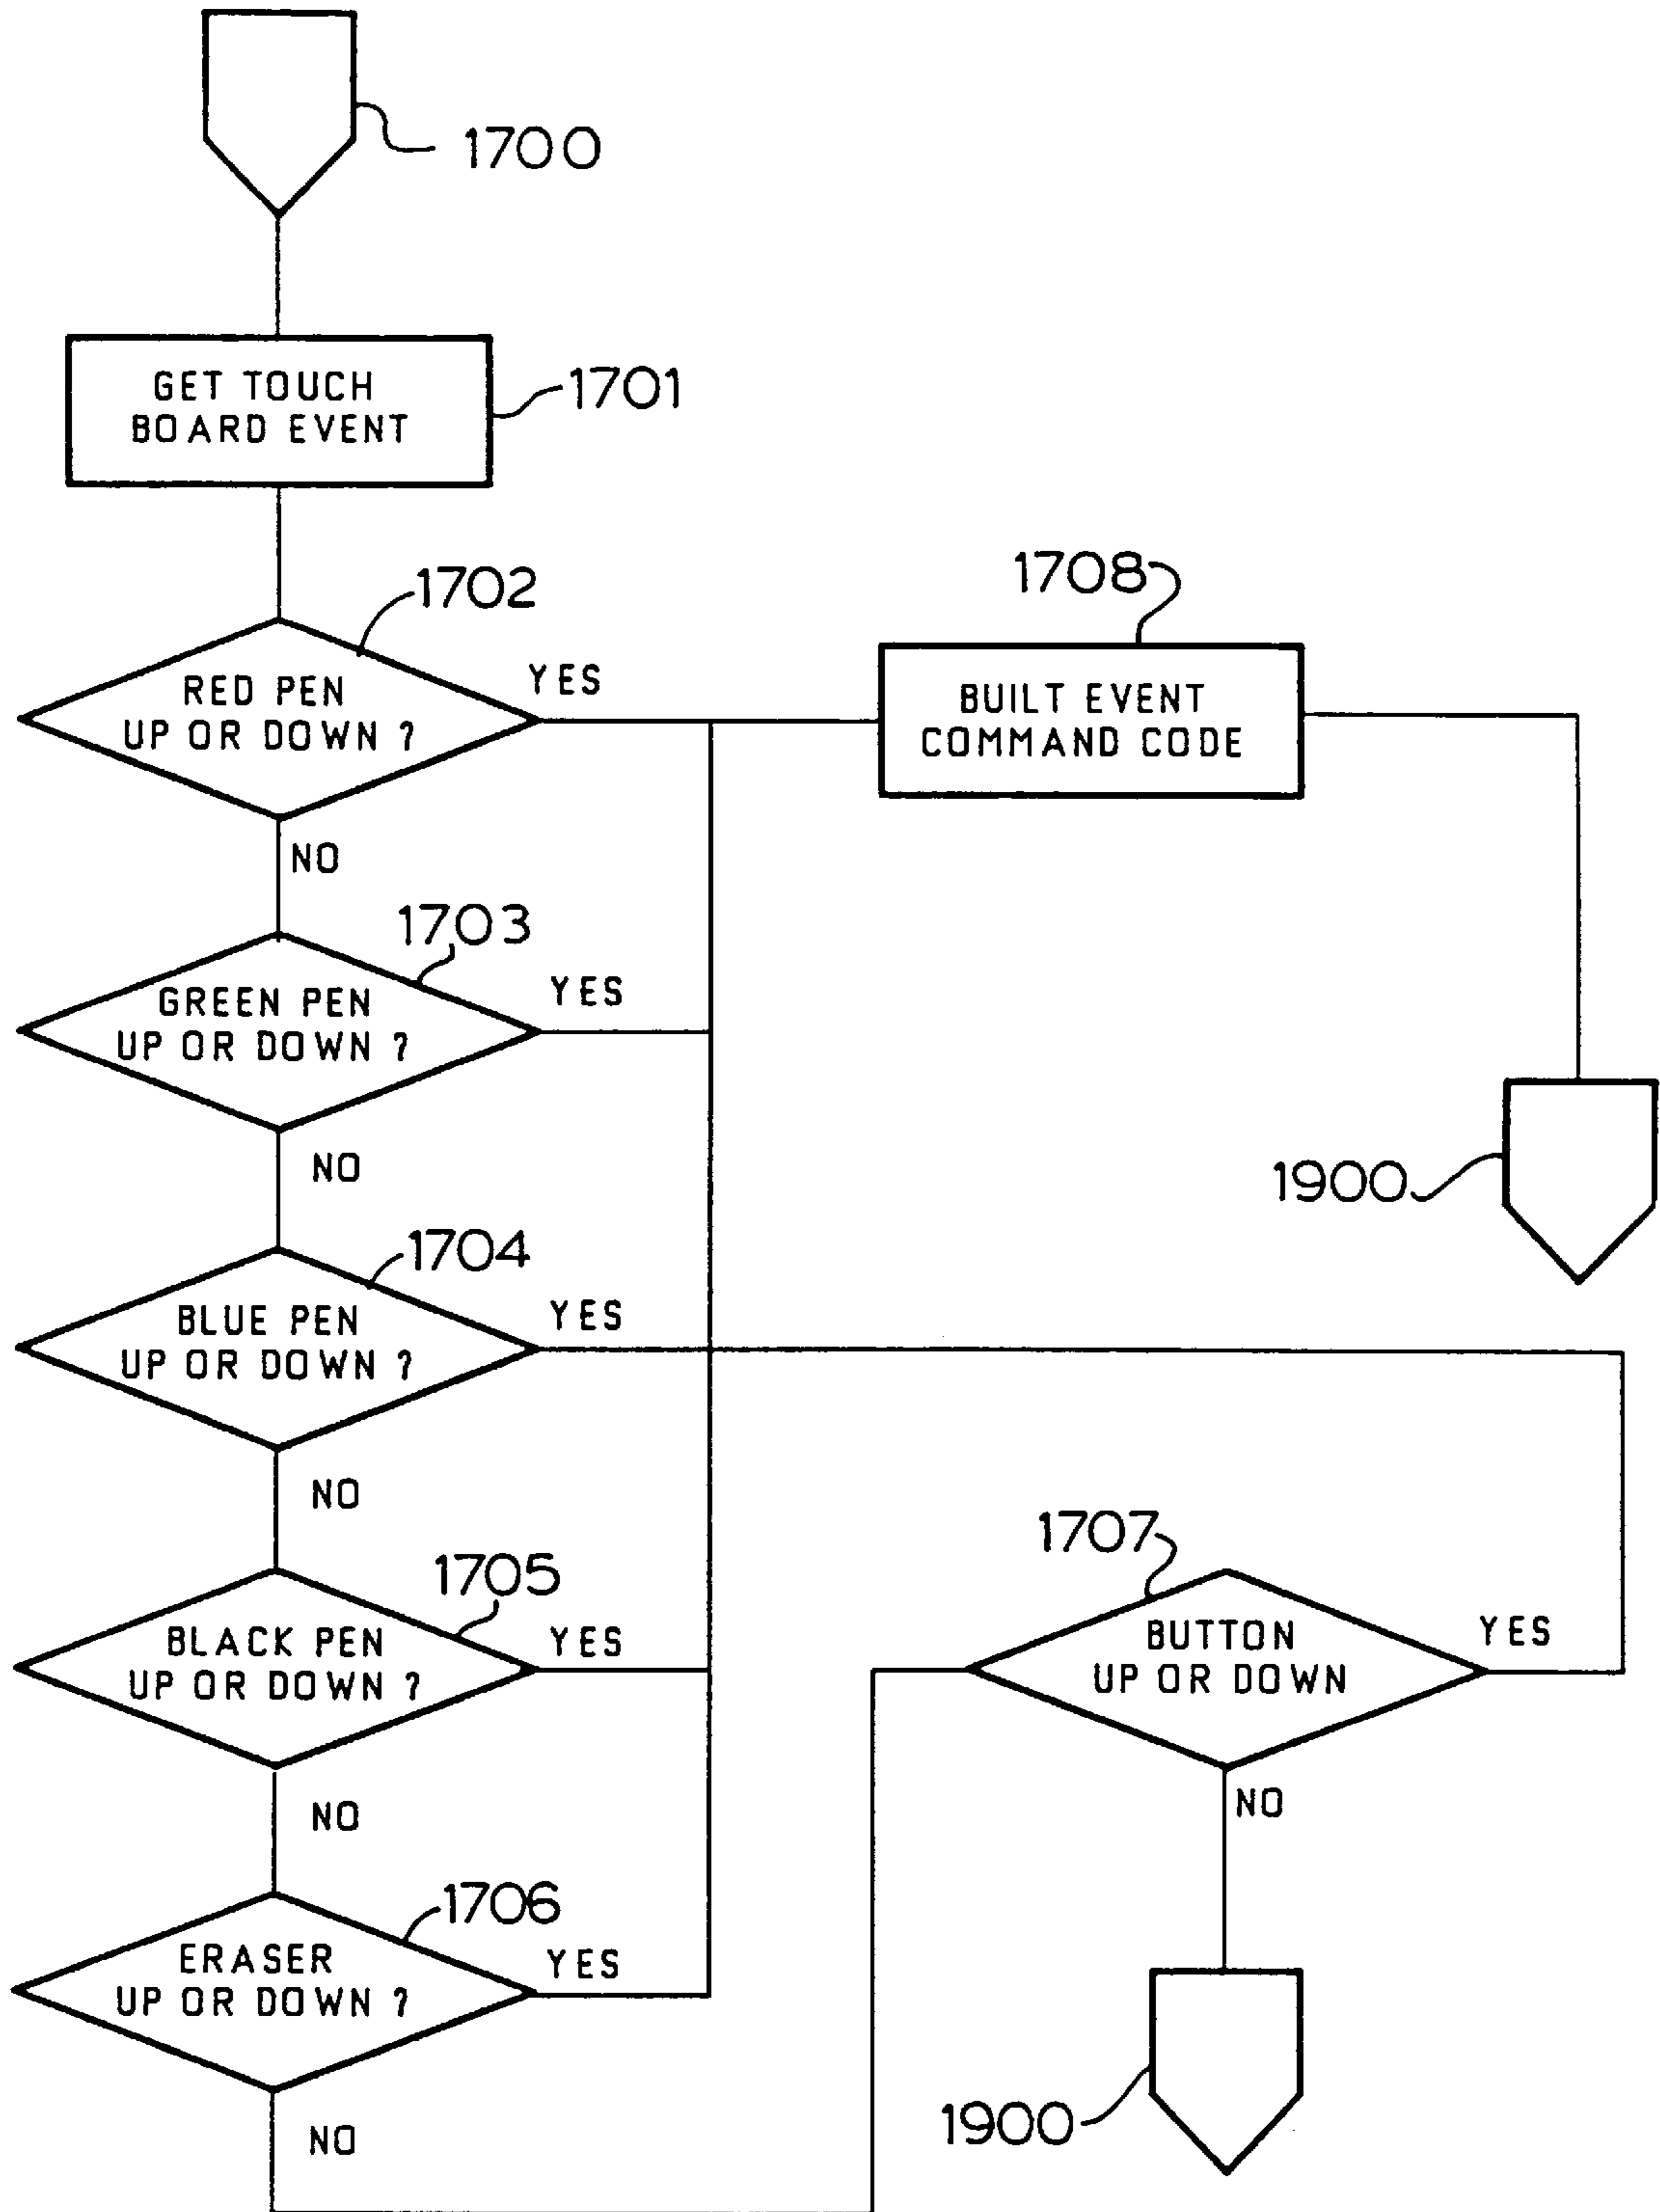 1700
GET TOUCH
BOARD EVENT
1701
1702
RED PEN
UP OR DOWN ?
YES
NO
1708
BUILT EVENT
COMMAND CODE
1703
GREEN PEN
UP OR DOWN ?
YES
NO
1900
1704
BLUE PEN
UP OR DOWN ?
YES
NO
1705
BLACK PEN
UP OR DOWN ?
YES
NO
1707
BUTTON
UP OR DOWN
YES
NO
1706
ERASER
UP OR DOWN ?
YES
NO
1900